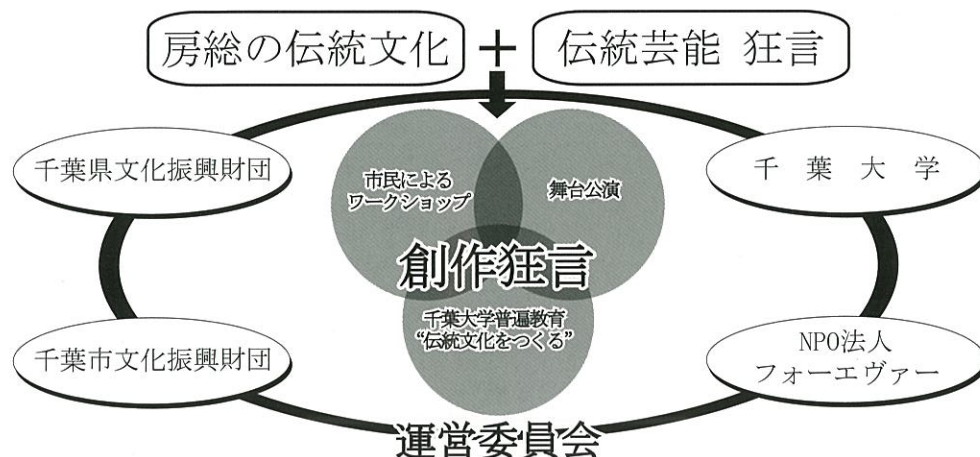 房総の伝統文化 + 伝統芸能 狂言
千葉県文化振興財団
市民による
ワークショップ
舞台公演
千 葉 大 学
創作狂言
千葉大学普遍教育
“伝統文化をつくる”
千葉市文化振興財団
NPO法人
フォーエヴァー
運営委員会